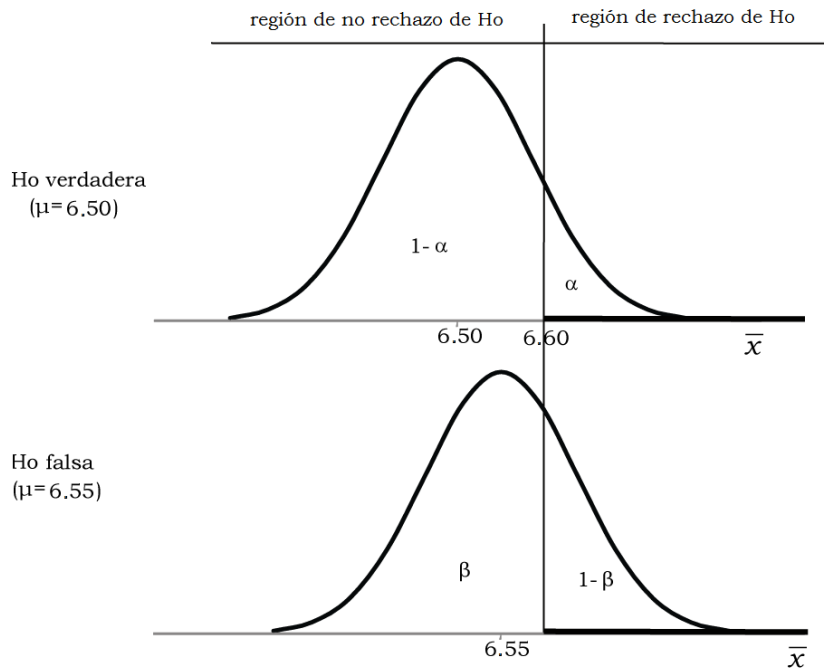 región de no rechazo de Ho
región de rechazo de Ho
Ho verdadera
(μ=6.50)
1- α
α
6.50
6.60
x̅
Ho falsa
(μ=6.55)
β
1- β
6.55
x̅